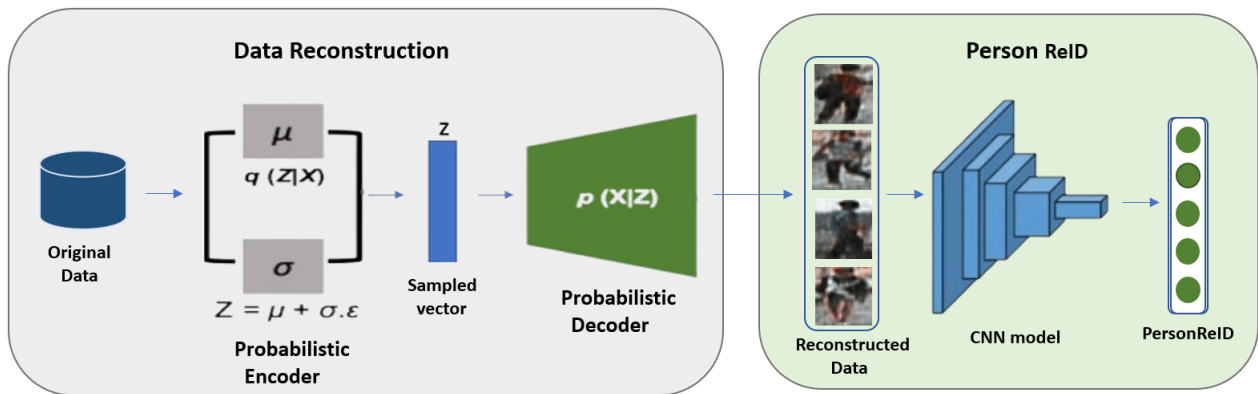 Data Reconstruction
Original
Data
μ
q (Z|X)
σ
Z = μ + σ.ε
Probabilistic
Encoder
Z
Sampled
vector
p (X|Z)
Probabilistic
Decoder
Person ReID
Reconstructed
Data
CNN model
PersonReID